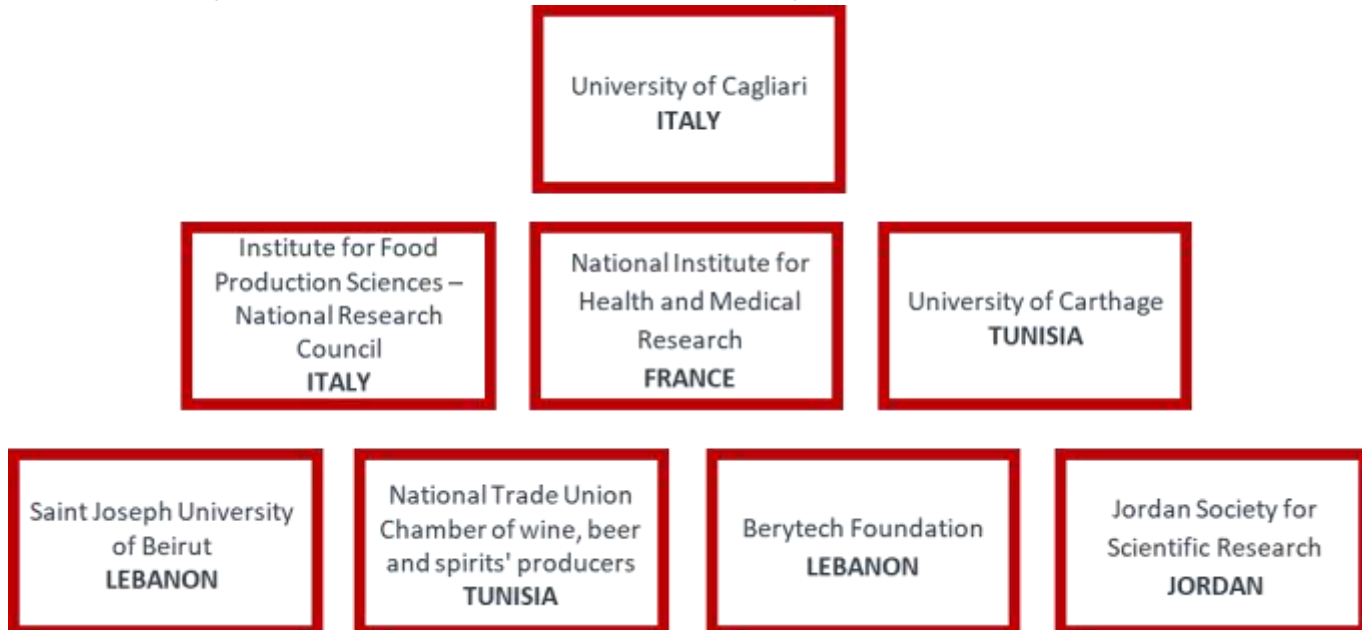 University of Cagliari
ITALY
Institute for Food
Production Sciences –
National Research
Council
ITALY
National Institute for
Health and Medical
Research
FRANCE
University of Carthage
TUNISIA
Saint Joseph University
of Beirut
LEBANON
National Trade Union
Chamber of wine, beer
and spirits' producers
TUNISIA
Berytech Foundation
LEBANON
Jordan Society for
Scientific Research
JORDAN